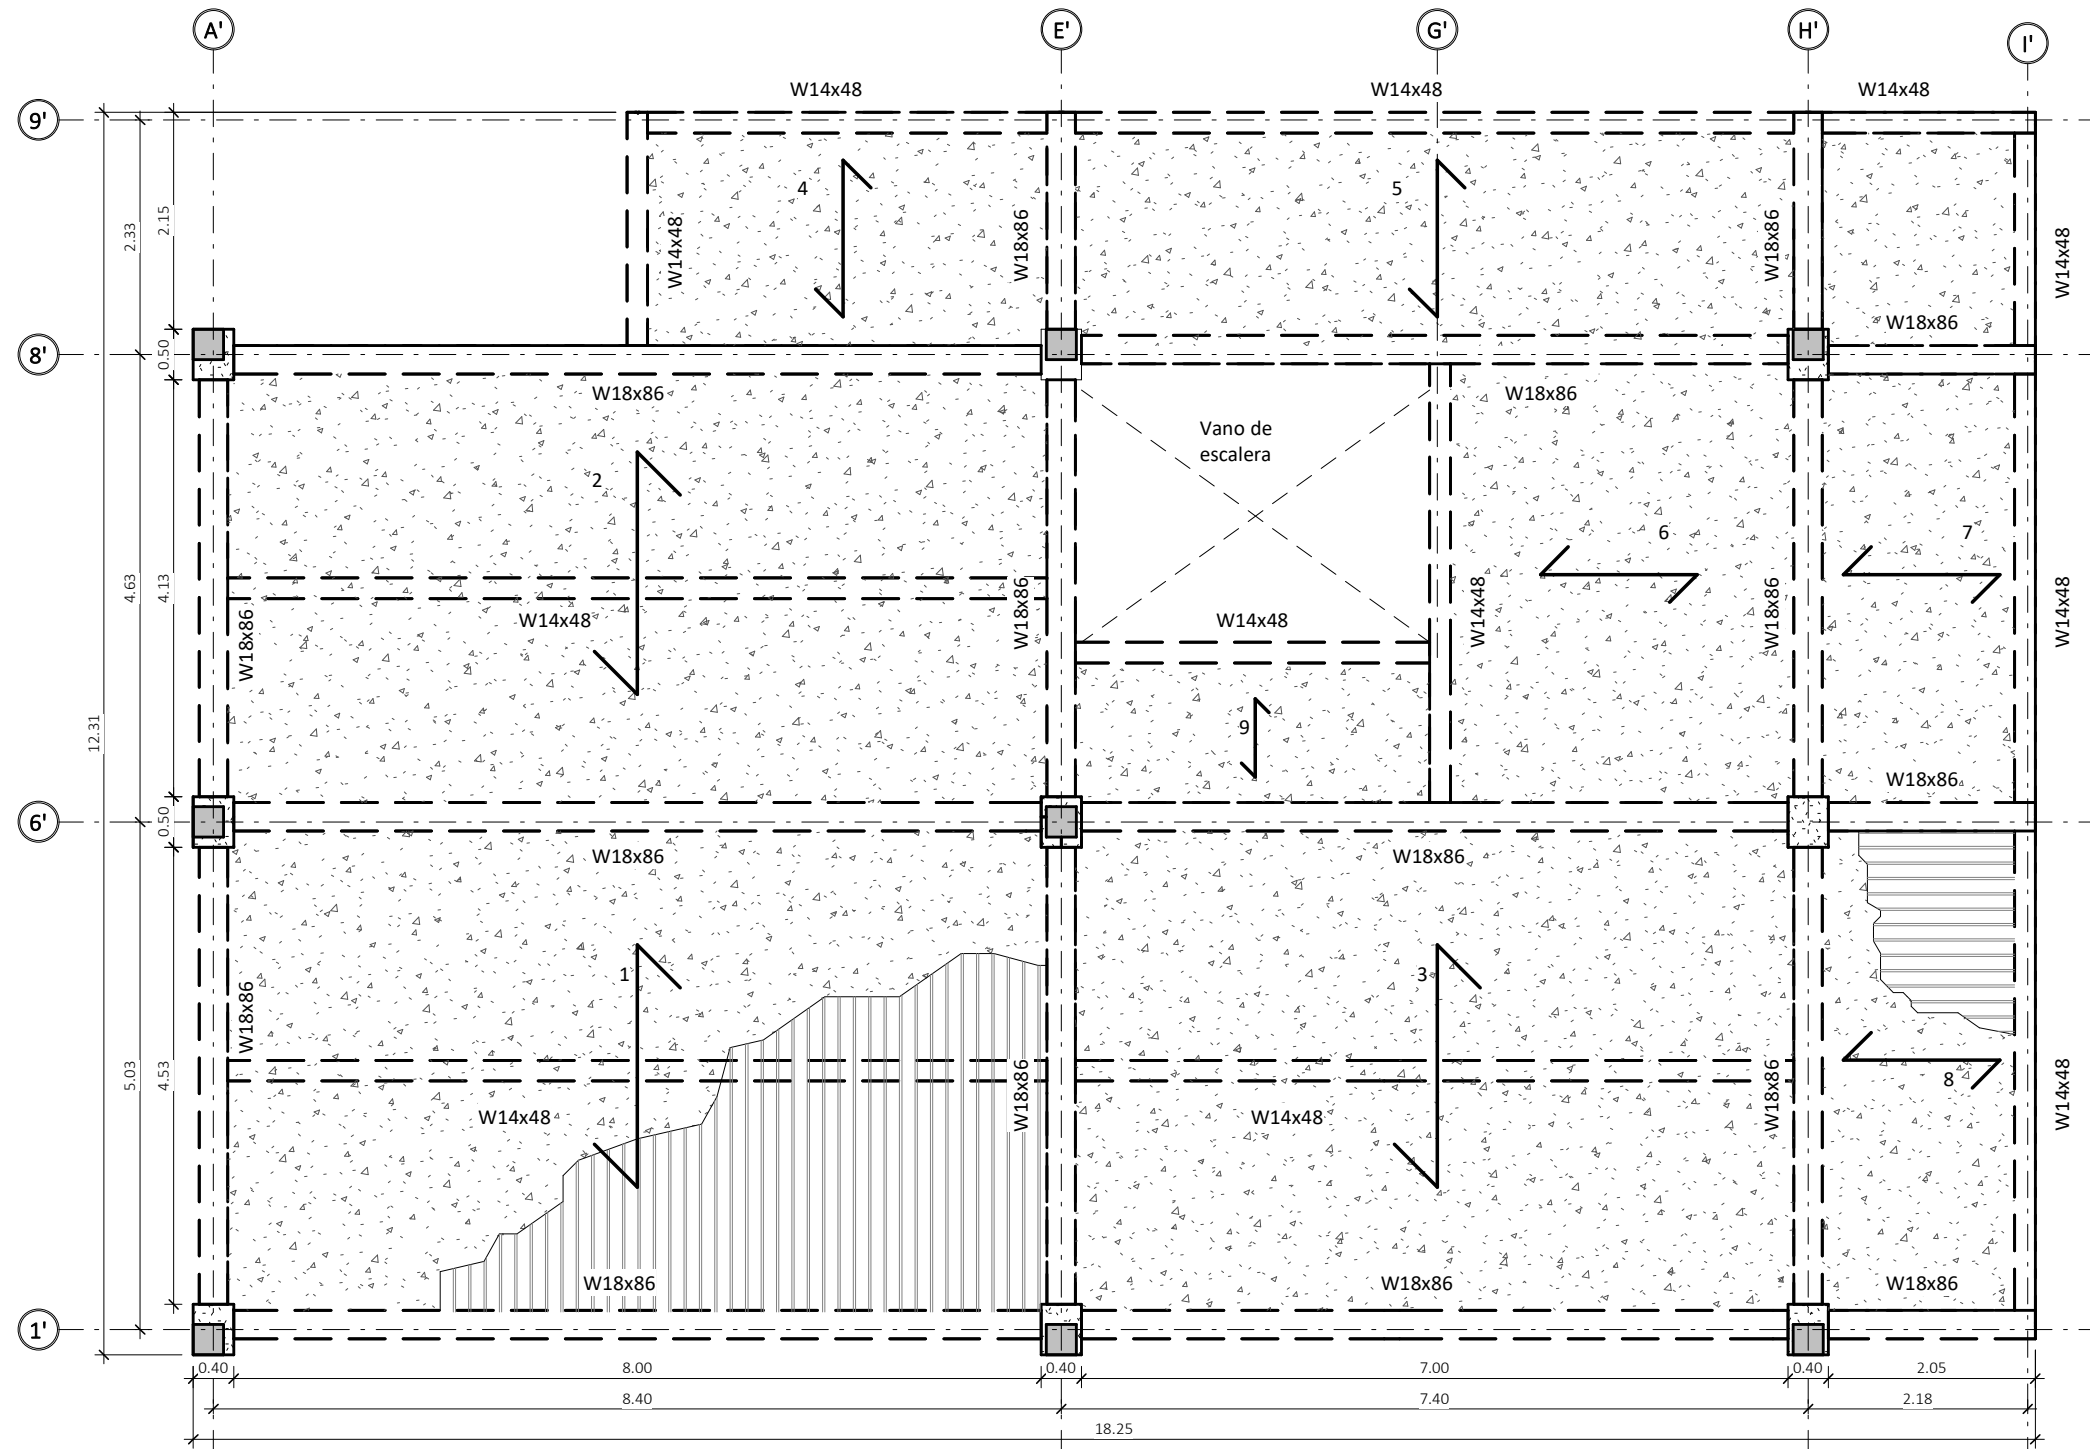 A'
E'
G'
H'
I'
W14x48
W14x48
W14x48
9'
4
5
2.33
2.15
W14x48
W18x86
W18x86
W14x48
W18x86
8'
0.50
W18x86
W18x86
Vano de
escalera
2
6
7
4.63
4.13
W18x86
W14x48
W18x86
W14x48
W14x48
W18x86
W14x48
9
12.31
W18x86
6'
0.50
W18x86
W18x86
1
3
W18x86
5.03
4.53
W14x48
W18x86
W14x48
W18x86
8
W14x48
W18x86
W18x86
W18x86
1'
0.40
8.00
0.40
7.00
0.40
2.05
8.40
7.40
2.18
18.25